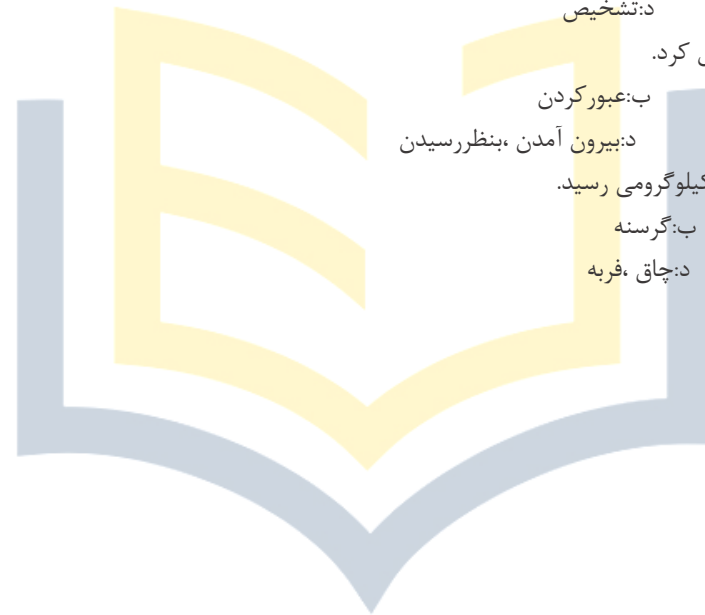 د:تشخیص
کرد.
ب:عبورکردن
د:بیرون آمدن ،بنظررسیدن
کیلوگرومی رسید.
ب:گرسنه
د:چاق ،فربه